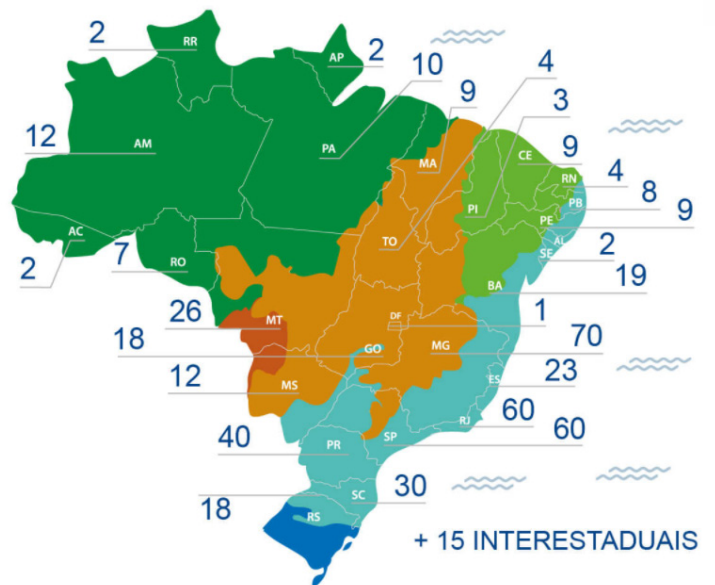 2
RR
AP
2
4
10
9
3
12
AM
PA
MA
CE
9
RN
4
PI
PB
8
PE
9
AC
TO
AL
2
7
RO
SE
2
BA
19
26
MT
DF
1
18
GO
MG
70
12
MS
ES
23
RJ
60
40
PR
SP
60
SC
30
18
RS
+ 15 INTERESTADUAIS